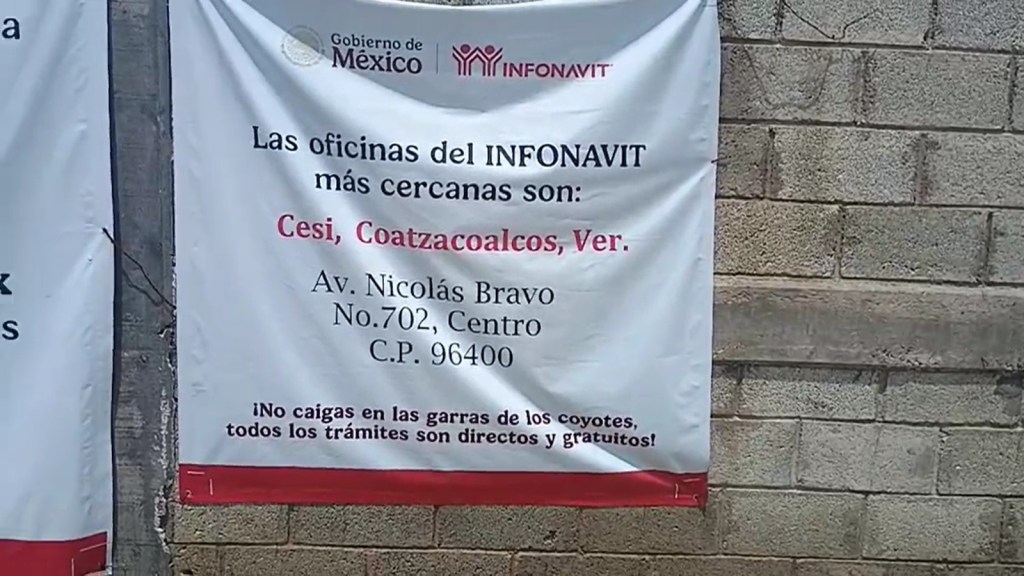 a
x
s
Gobierno de
México
INFONAVIT
Las oficinas del INFONAVIT
más cercanas son:
Cesi, Coatzacoalcos, Ver.
Av. Nicolás Bravo
No.702, Centro
C.P. 96400
¡No caigas en las garras de los coyotes,
todos los trámites son directos y gratuitos!